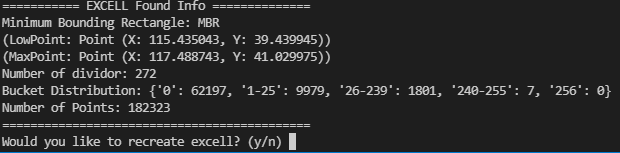 =========== EXCELL Found Info ==============
Minimum Bounding Rectangle: MBR
(LowPoint: Point (X: 115.435043, Y: 39.439945))
(MaxPoint: Point (X: 117.488743, Y: 41.029975))
Number of dividor: 272
Bucket Distribution: {'0': 62197, '1-25': 9979, '26-239': 1801, '240-255': 7, '256': 0}
Number of Points: 182323
============================================
Would you like to recreate excell? (y/n)